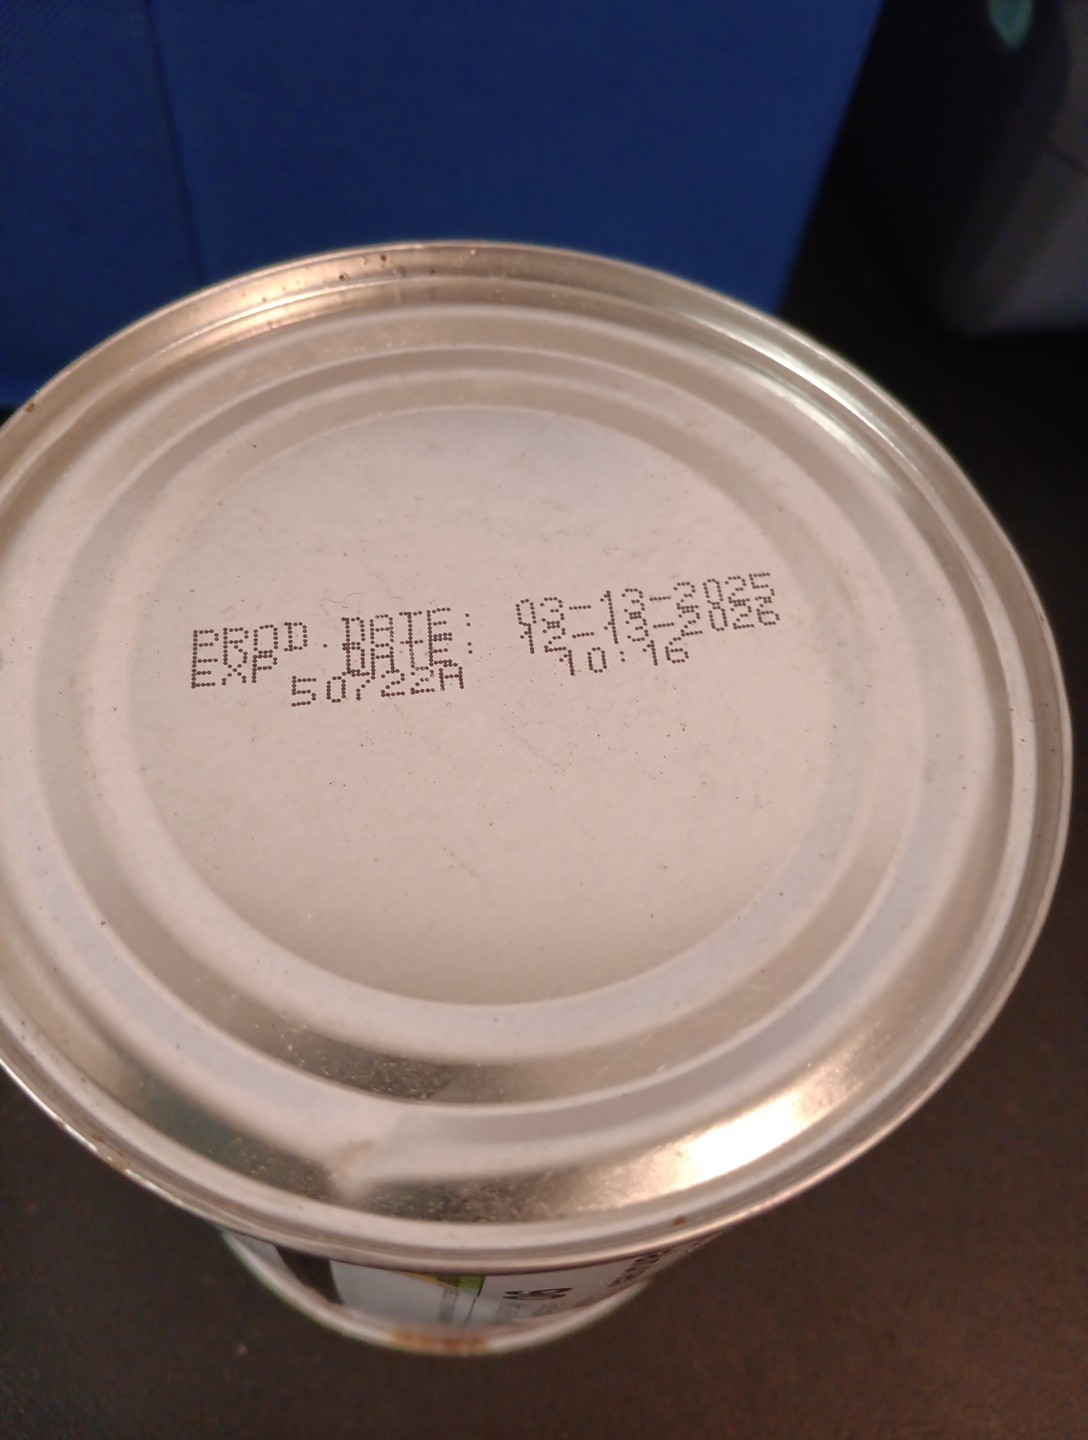 PROD.DATE: 03-13-2025
EXP DATE: 12-13-2026
50722A 10:16